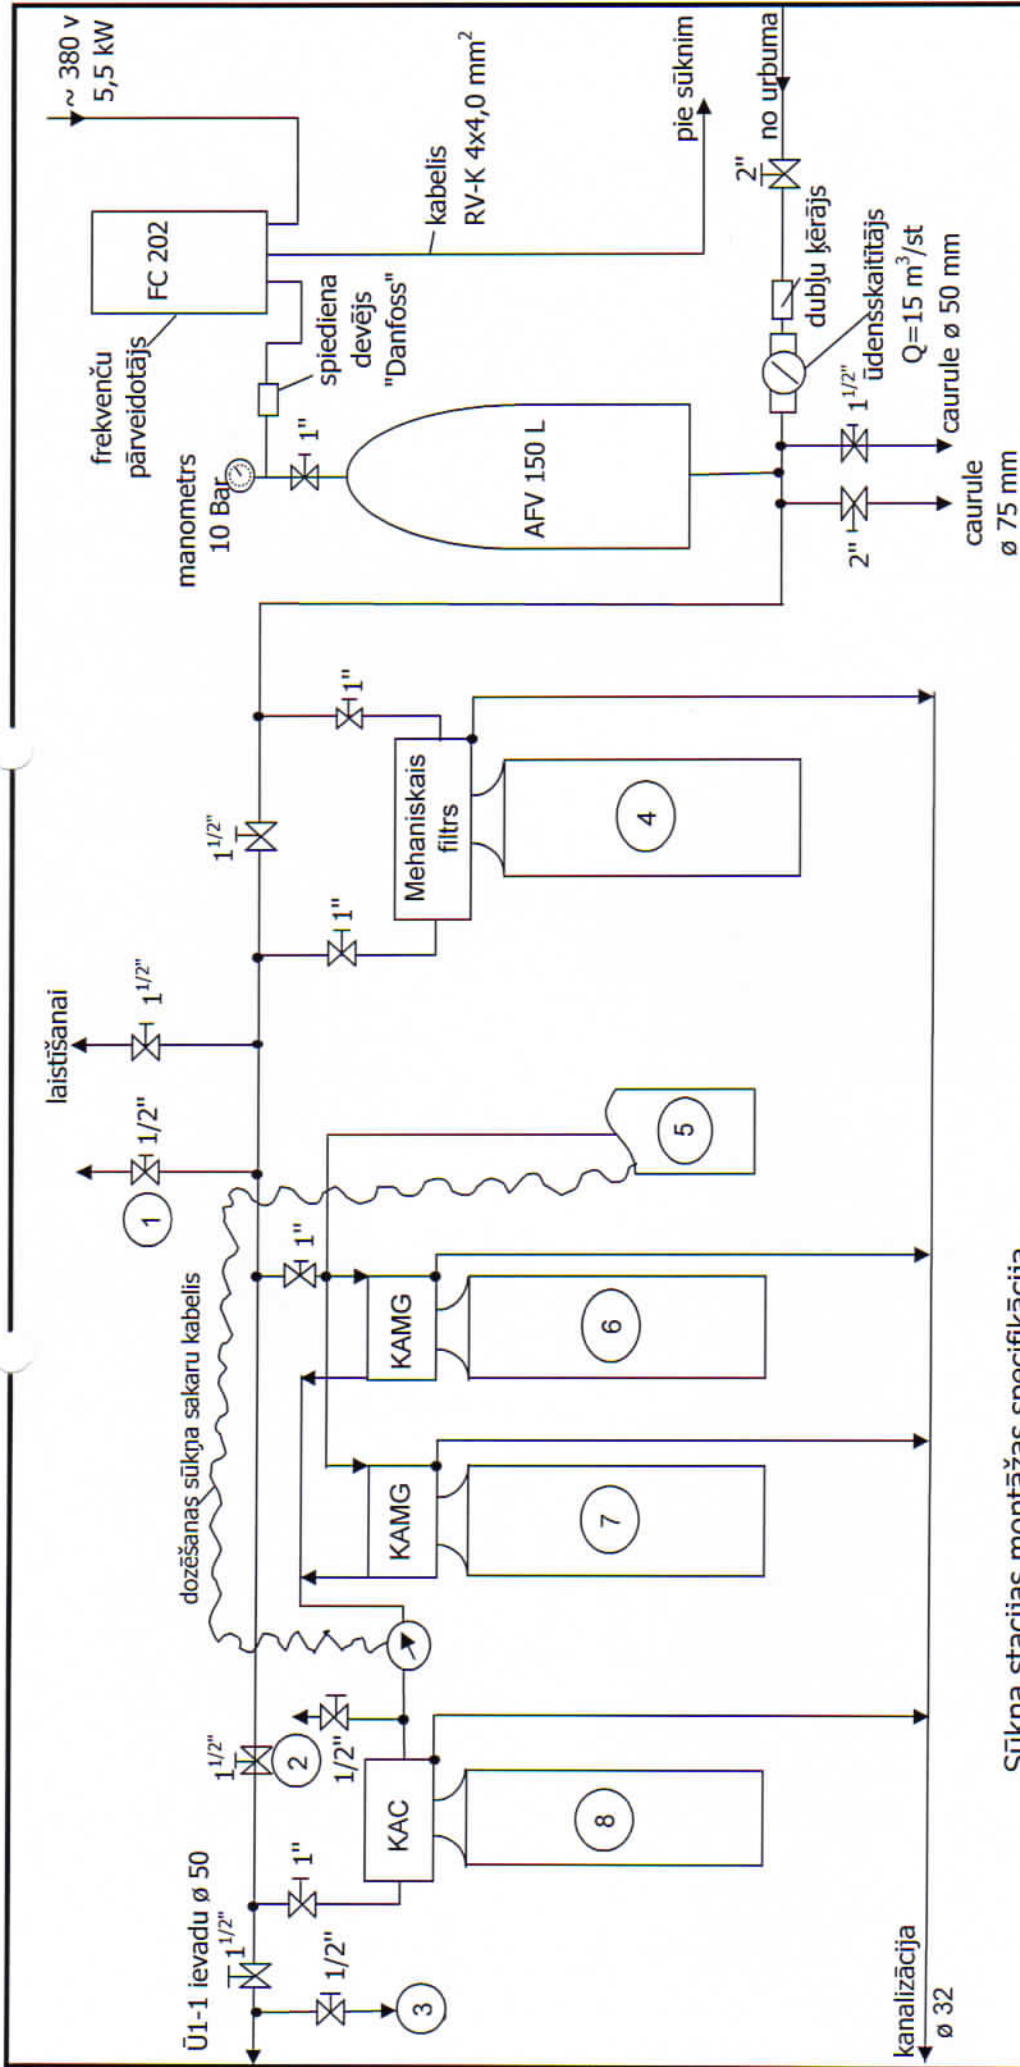 ~ 380 v
5,5 kW
FC 202
frekvenču
pārveidotājs
kabelis
RV-K 4x4,0 mm²
pie sūknim
no urbuma
2"
dubļu ķērājs
ūdensskaitītājs
Q=15 m³/st
spiediena
devējs
"Danfoss"
manometrs
10 Bar
1"
AFV 150 L
1 1/2"
caurule ø 50 mm
2"
caurule
ø 75 mm
1"
1 1/2"
Mehaniskais
filtrs
1"
4
laistīšanai
1 1/2"
1/2"
1
5
dozēšanas sūkņa sakaru kabelis
1"
KAMG
6
KAMG
7
1 1/2"
2
1/2"
KAC
8
Ū1-1 ievadu ø 50
1 1/2"
1"
1/2"
3
kanalizācija
ø 32
Sūkņa stacijas montāžas specifikācija